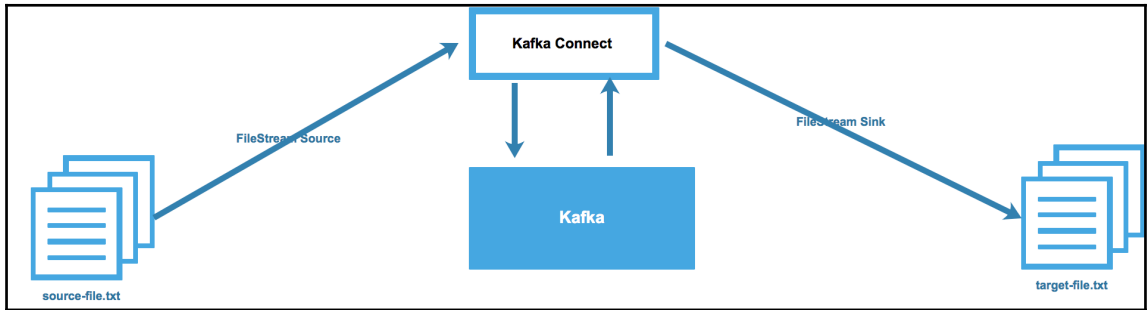 Kafka Connect
FileStream Source
FileStream Sink
Kafka
source-file.txt
target-file.txt